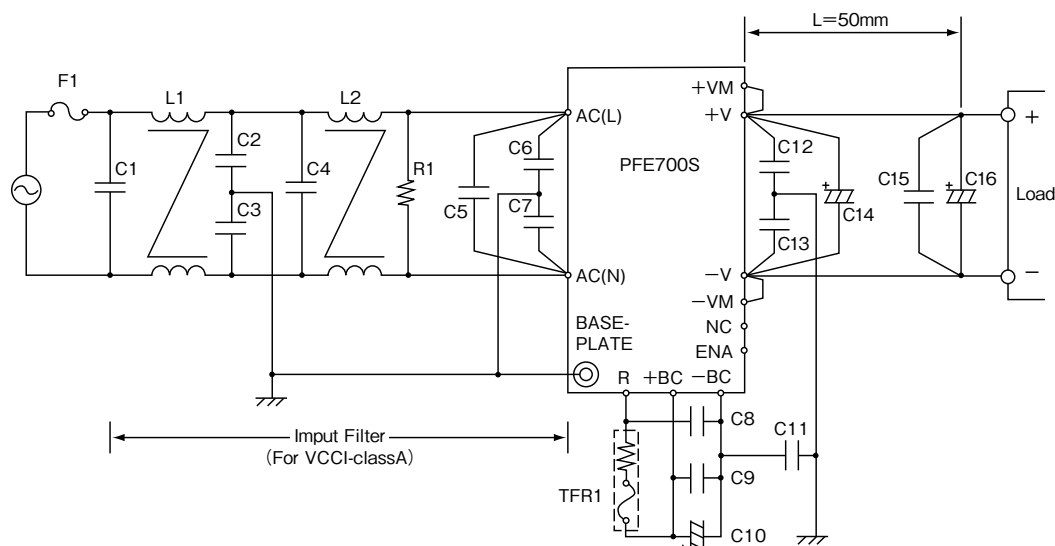 L=50mm
F1
L1
L2
+VM
+V
AC(L)
C2
C6
C12
PFE700S
C1
C4
R1
C15
C16
+
Load
C3
C5
C7
C14
C13
AC(N)
−V
−
−VM
BASE-
PLATE
NC
ENA
R
+BC
−BC
C8
C11
Imput Filter
(For VCCI-classA)
TFR1
C9
C10
+
+